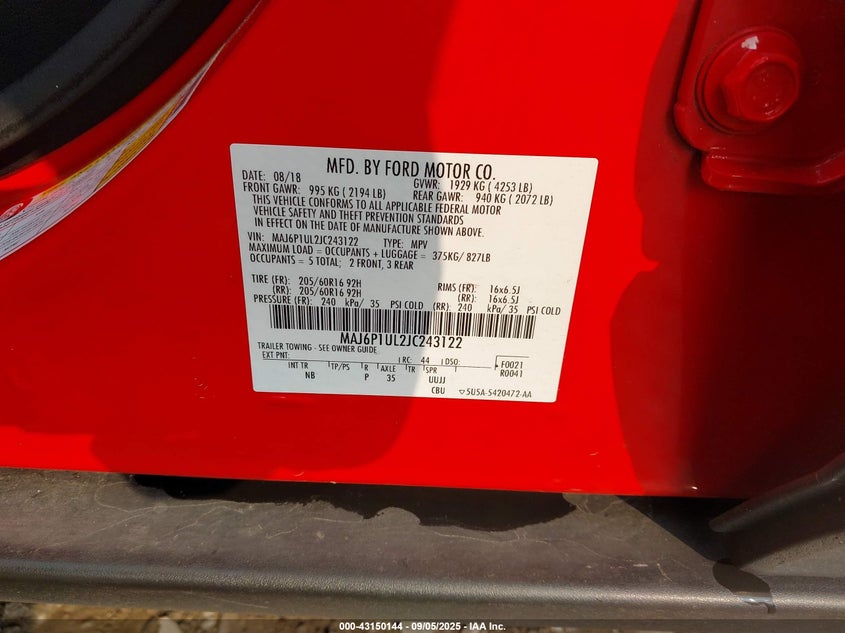 MFD. BY FORD MOTOR CO.
DATE: 08/18 GVWR: 1929 KG ( 4253 LB)
FRONT GAWR: 995 KG ( 2194 LB) REAR GAWR: 940 KG ( 2072 LB)
THIS VEHICLE CONFORMS TO ALL APPLICABLE FEDERAL MOTOR
VEHICLE SAFETY AND THEFT PREVENTION STANDARDS
IN EFFECT ON THE DATE OF MANUFACTURE SHOWN ABOVE.
VIN: MAJ6P1UL2JC243122 TYPE: MPV
MAXIMUM LOAD = OCCUPANTS + LUGGAGE = 375KG/ 827LB
OCCUPANTS = 5 TOTAL; 2 FRONT, 3 REAR
TIRE (FR): 205/60R16 92H RIMS (FR): 16x6.5J
(RR): 205/60R16 92H (RR): 16x6.5J
PRESSURE (FR): 240 kPa/ 35 PSI COLD (RR): 240 kPa/ 35 PSI COLD
MAJ6P1UL2JC243122
TRAILER TOWING - SEE OWNER GUIDE
EXT PNT: RC: 44 DSO: F0021
INT TR TP/PS R AXLE TR SPR R0041
NB P 35 UUJJ
CBU 5U5A-5420472-AA
000-43150144 - 09/05/2025 - IAA Inc.